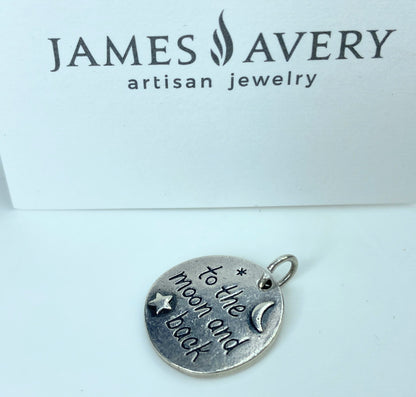 JAMES AVERY
artisan jewelry
to the
moon and
back